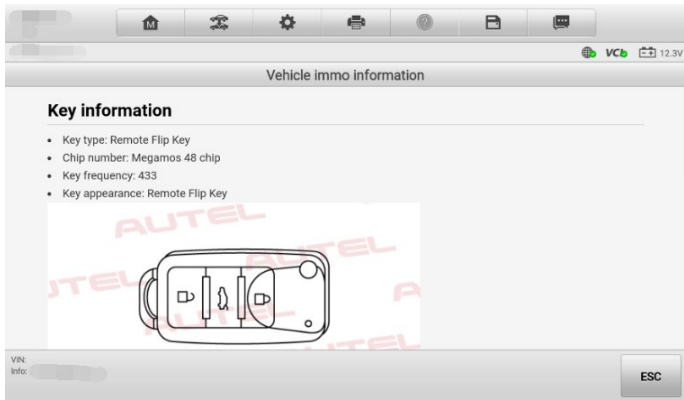 M
VCI
12.3V
Vehicle immo information
Key information
• Key type: Remote Flip Key
• Chip number: Megamos 48 chip
• Key frequency: 433
• Key appearance: Remote Flip Key
AUTEL
AUTEL
AUTEL
VIN:
Info:
ESC